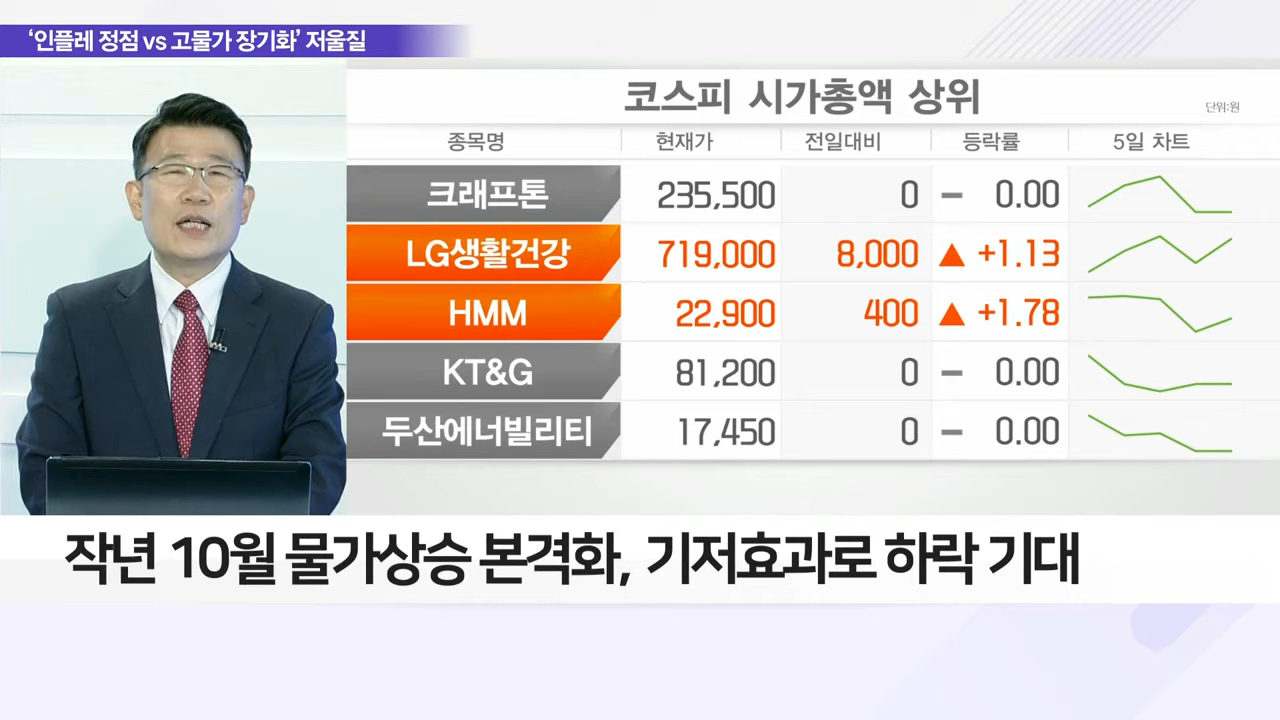 ‘인플레 정점 vs 고물가 장기화’ 저울질
코스피 시가총액 상위
단위:원
종목명 현재가 전일대비 등락률 5일 차트
크래프톤 235,500 0 – 0.00
LG생활건강 719,000 8,000 ▲ +1.13
HMM 22,900 400 ▲ +1.78
KT&G 81,200 0 – 0.00
두산에너빌리티 17,450 0 – 0.00
작년 10월 물가상승 본격화, 기저효과로 하락 기대